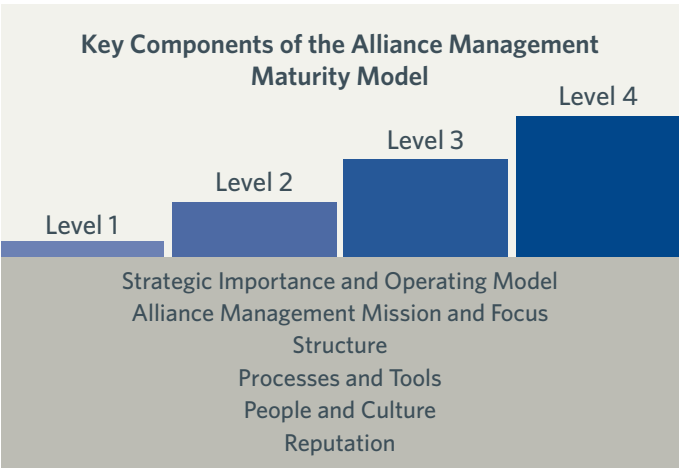 Key Components of the Alliance Management
Maturity Model
Level 4
Level 3
Level 2
Level 1
Strategic Importance and Operating Model
Alliance Management Mission and Focus
Structure
Processes and Tools
People and Culture
Reputation